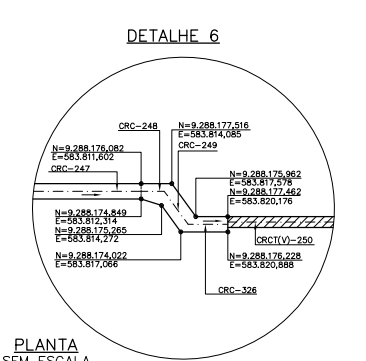 DETALHE 6
CRC-248
N=9.288.177,516
E=583.814,085
CRC-249
N=9.288.176,082
E=583.811,602
CRC-247
N=9.288.175,962
E=583.817,578
N=9.288.177,462
E=583.820,176
N=9.288.174,849
E=583.812,314
N=9.288.175,265
E=583.814,272
N=9.288.174,022
E=583.817,066
CRCT(V)-250
N=9.288.176,228
E=583.820,888
CRC-326
PLANTA
SEM ESCALA